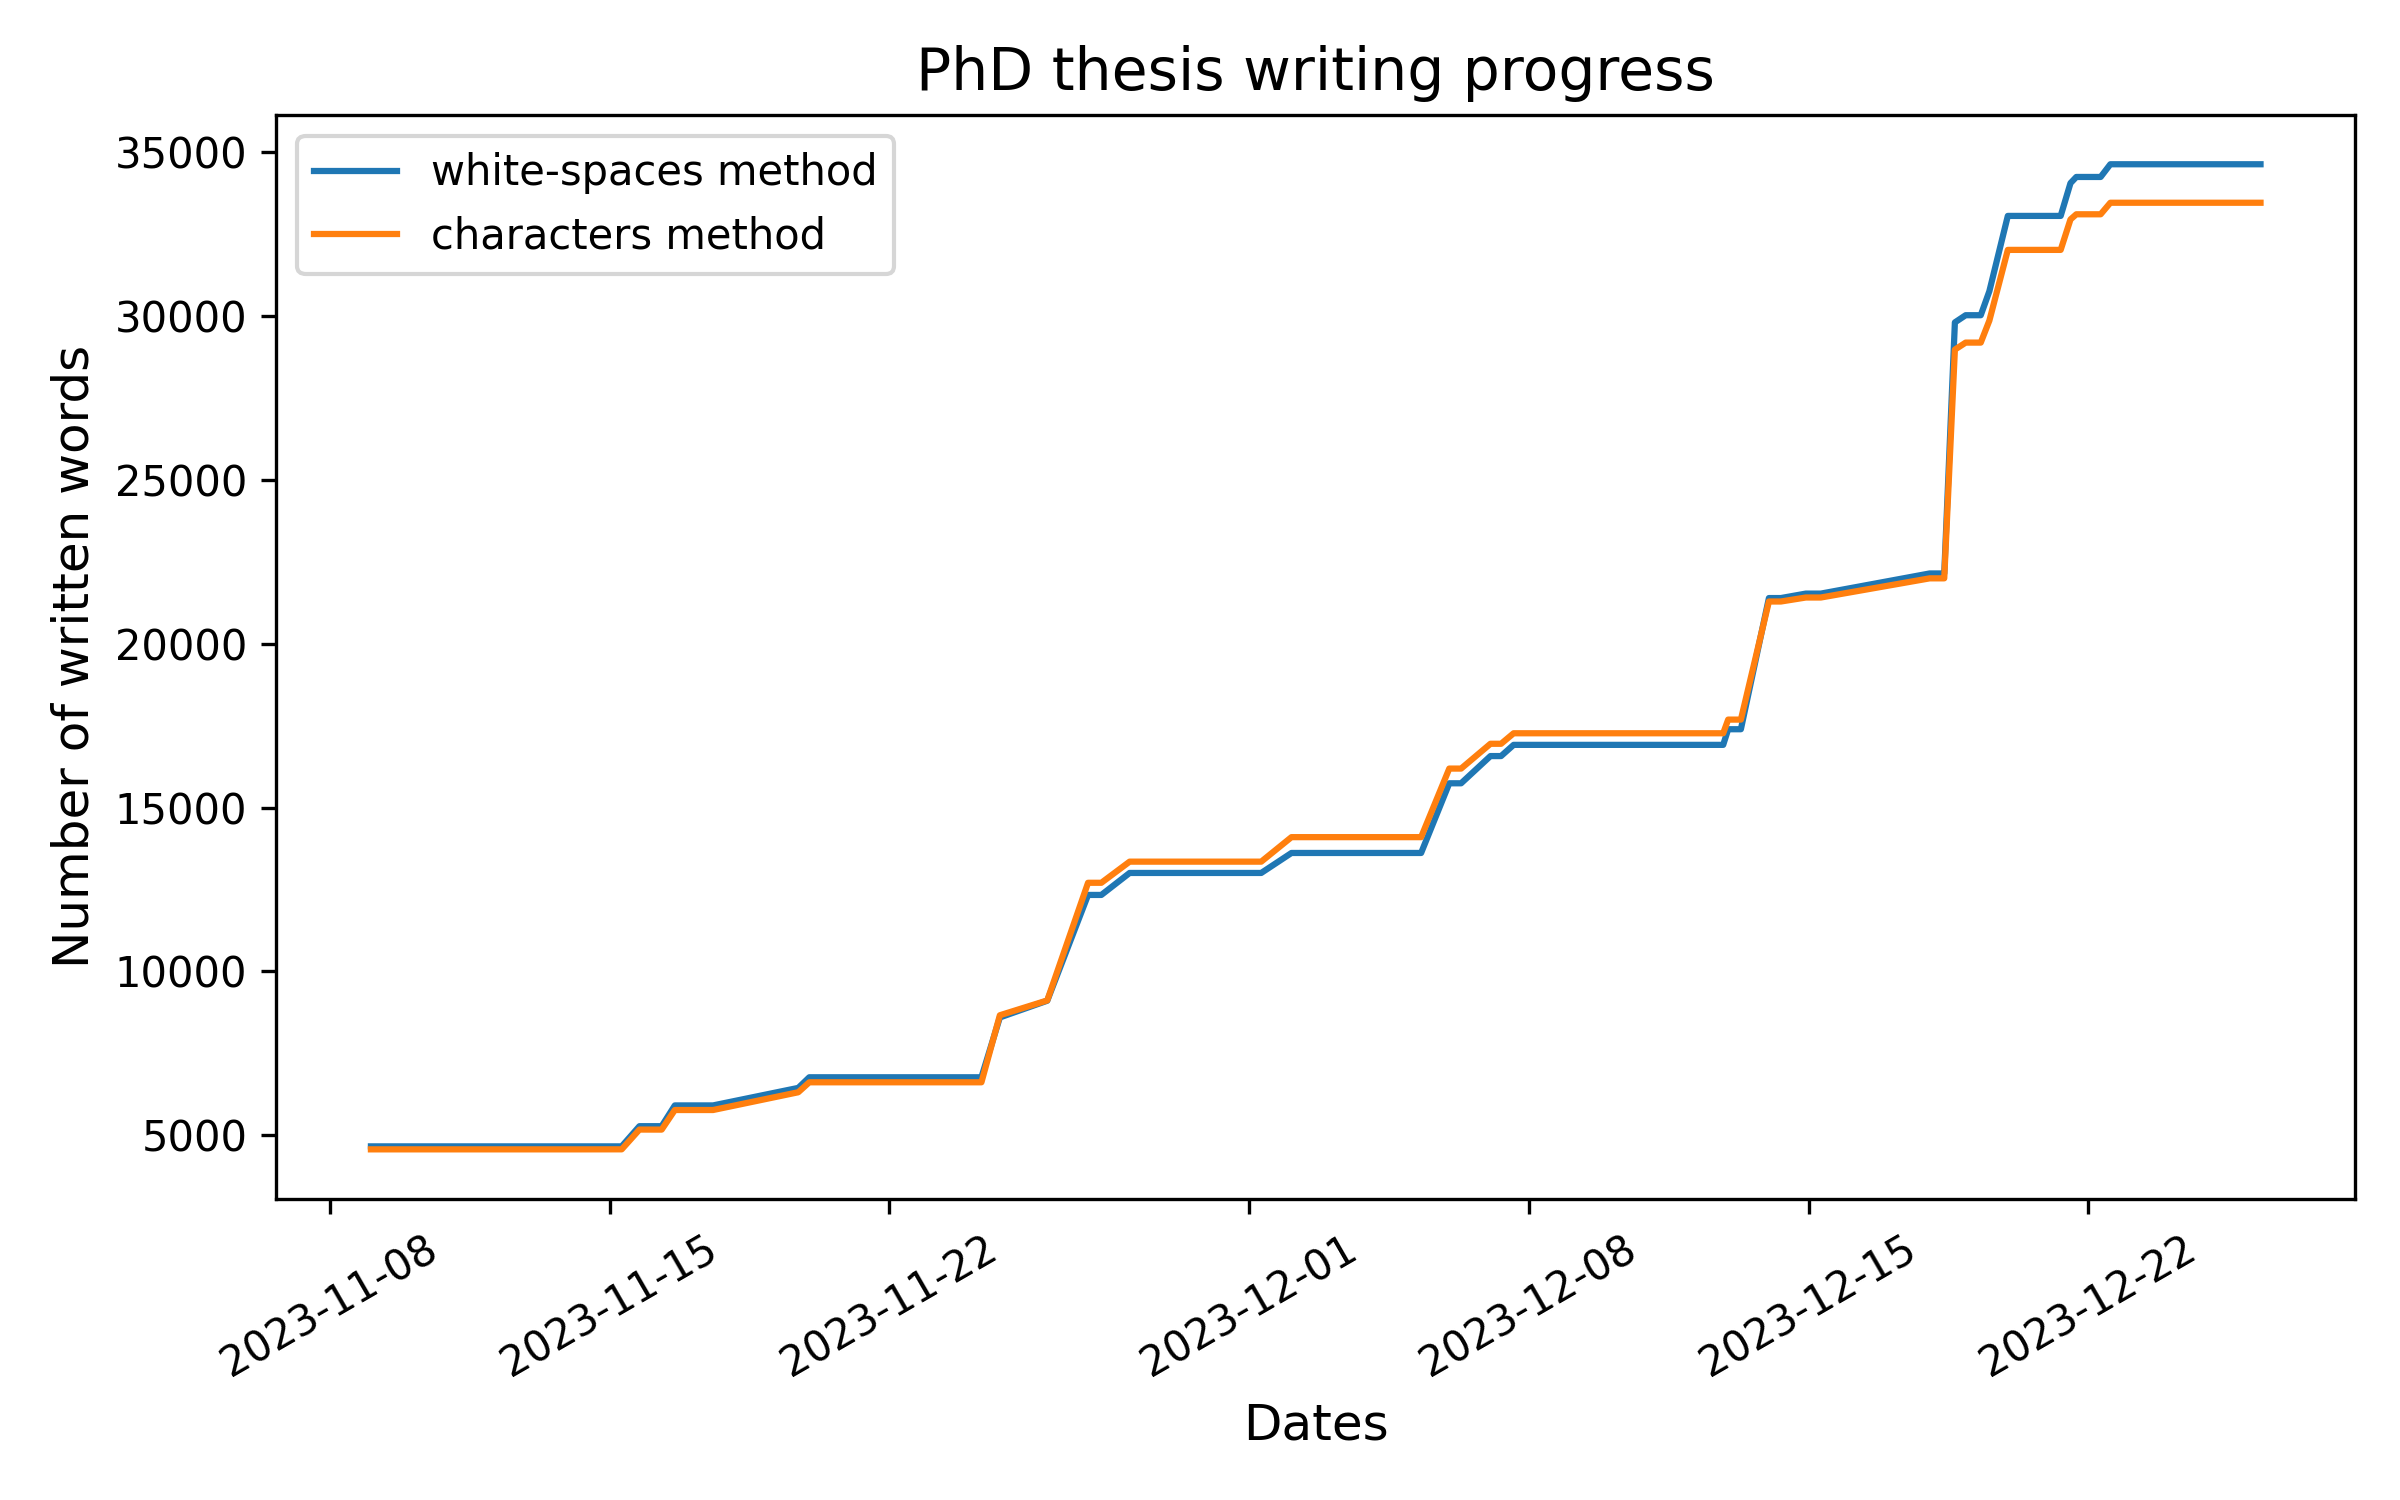 PhD thesis writing progress
white-spaces method
characters method
Number of written words
35000
30000
25000
20000
15000
10000
5000
2023-11-08
2023-11-15
2023-11-22
2023-12-01
2023-12-08
2023-12-15
2023-12-22
Dates